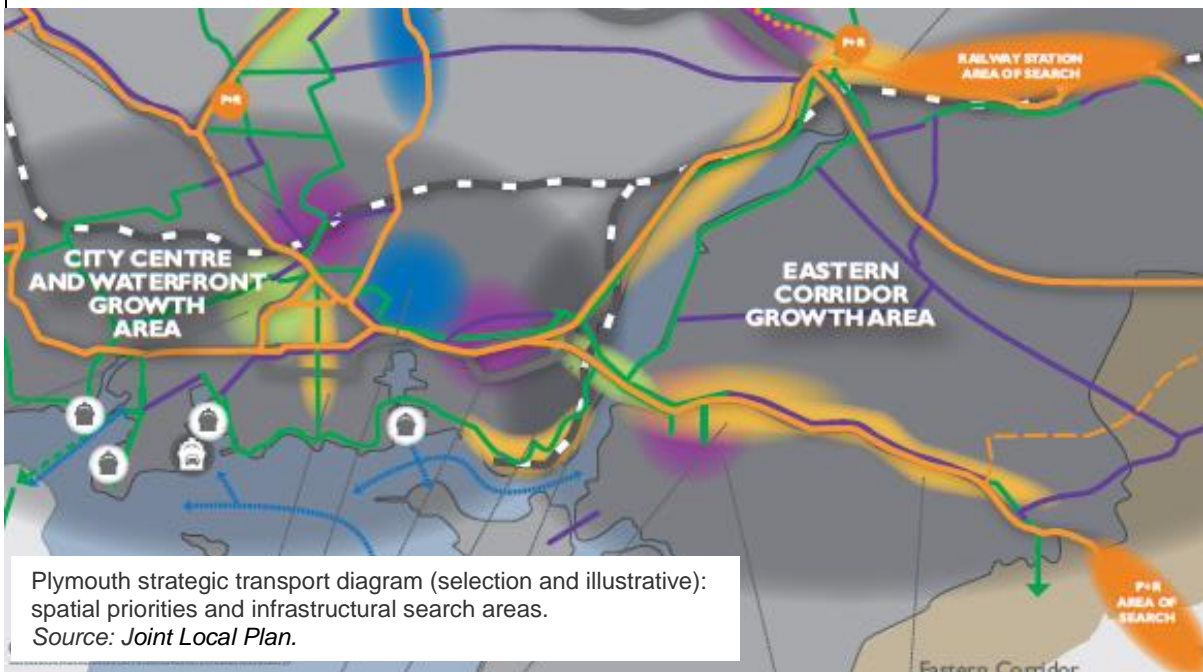 P+R
RAILWAY STATION
AREA OF SEARCH
P+R
CITY CENTRE
AND WATERFRONT
GROWTH
AREA
EASTERN
CORRIDOR
GROWTH AREA
P+R
AREA OF
SEARCH
Plymouth strategic transport diagram (selection and illustrative):
spatial priorities and infrastructural search areas.
Source: Joint Local Plan.
Eastern Corridor